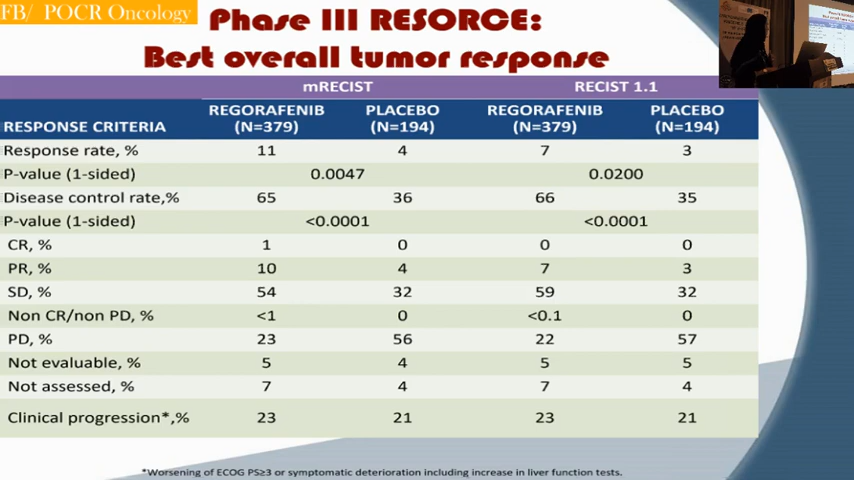 FB/ POCR Oncology
Phase III RESORCE:
Best overall tumor response
mRECIST RECIST 1.1
RESPONSE CRITERIA REGORAFENIB (N=379) PLACEBO (N=194) REGORAFENIB (N=379) PLACEBO (N=194)
Response rate, % 11 4 7 3
P-value (1-sided) 0.0047 0.0200
Disease control rate,% 65 36 66 35
P-value (1-sided) <0.0001 <0.0001
CR, % 1 0 0 0
PR, % 10 4 7 3
SD, % 54 32 59 32
Non CR/non PD, % <1 0 <0.1 0
PD, % 23 56 22 57
Not evaluable, % 5 4 5 5
Not assessed, % 7 4 7 4
Clinical progression*,% 23 21 23 21
*Worsening of ECOG PS≥3 or symptomatic deterioration including increase in liver function tests.